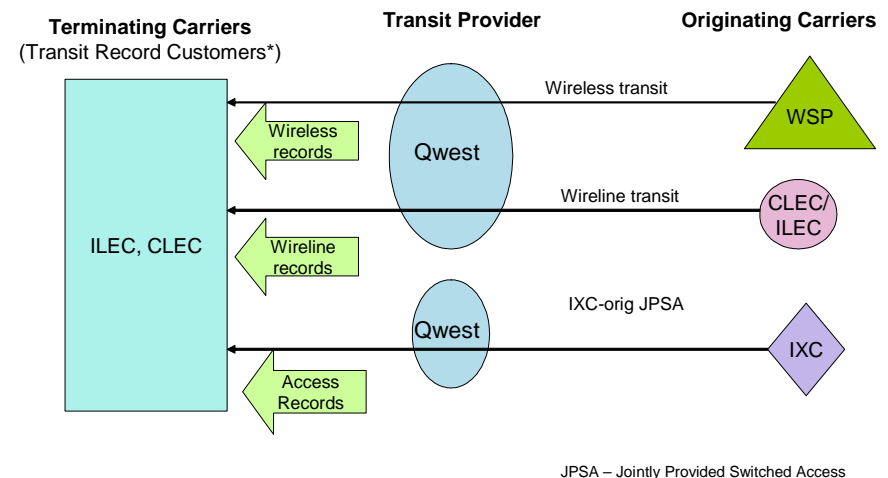 Terminating Carriers
(Transit Record Customers*)
Transit Provider
Originating Carriers
Wireless transit
WSP
Wireless
records
Qwest
Wireline transit
CLEC/
ILEC
ILEC, CLEC
Wireline
records
IXC-orig JPSA
Qwest
IXC
Access
Records
JPSA – Jointly Provided Switched Access